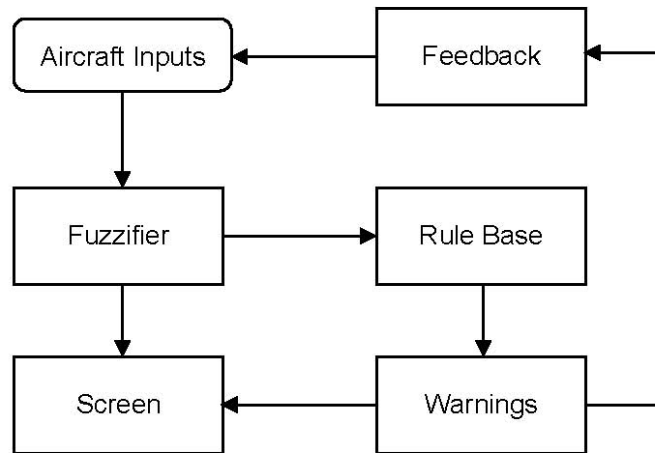 Aircraft Inputs
Feedback
Fuzzifier
Rule Base
Screen
Warnings